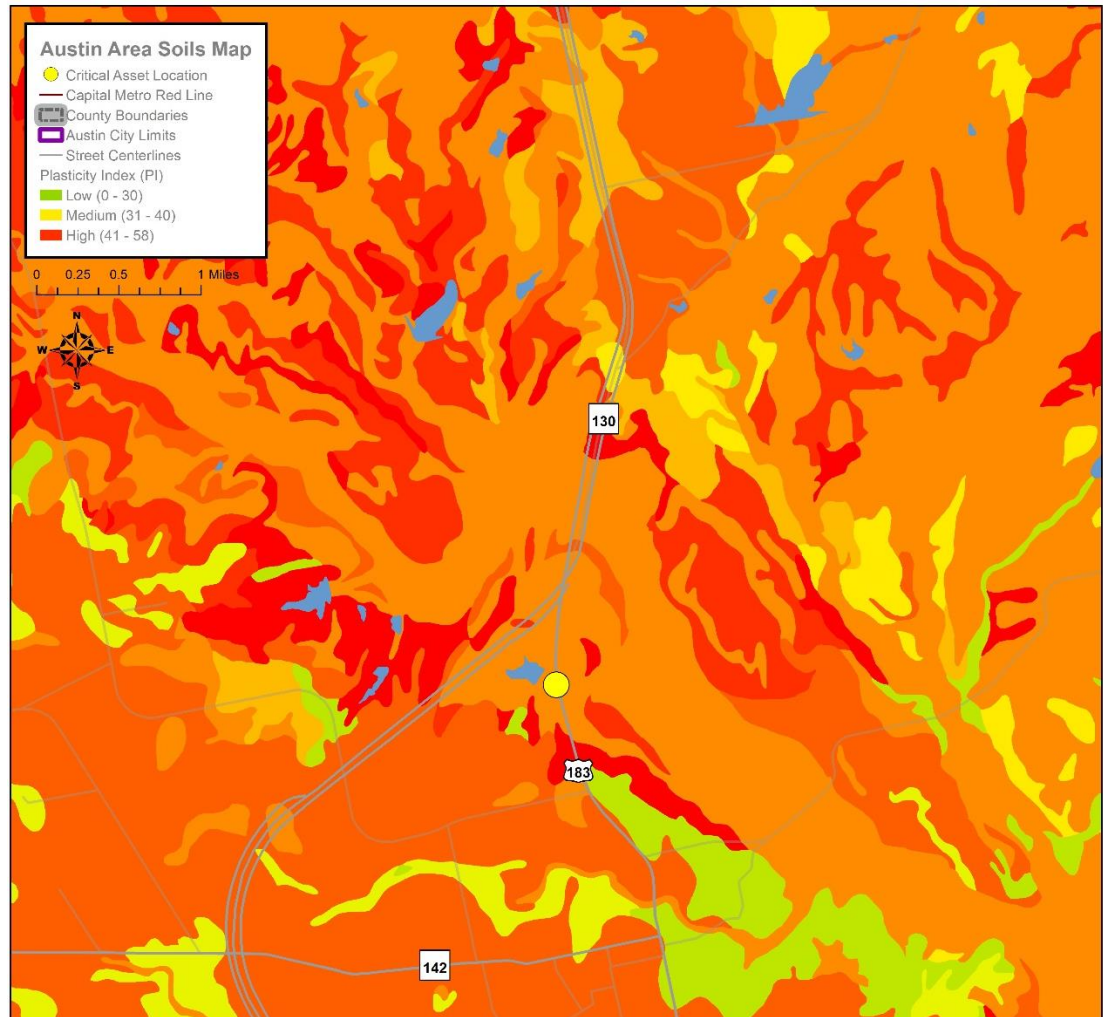 Austin Area Soils Map
Critical Asset Location
Capital Metro Red Line
County Boundaries
Austin City Limits
Street Centerlines
Plasticity Index (PI)
Low (0 - 30)
Medium (31 - 40)
High (41 - 58)
0 0.25 0.5 1 Miles
N
W E
S
130
183
142